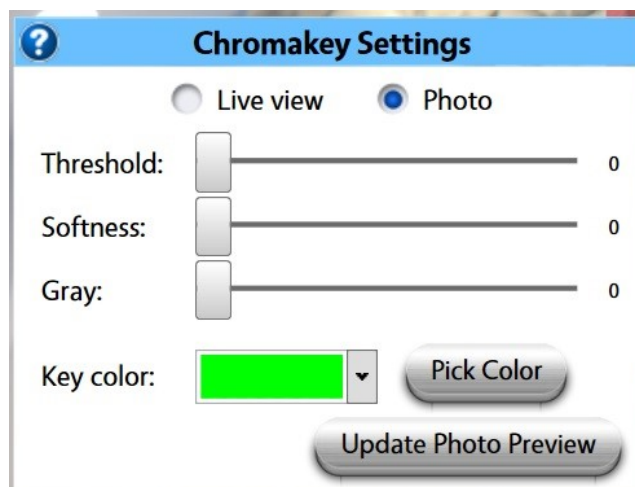 ?
Chromakey Settings
Live view Photo
Threshold: 0
Softness: 0
Gray: 0
Key color: Pick Color
Update Photo Preview